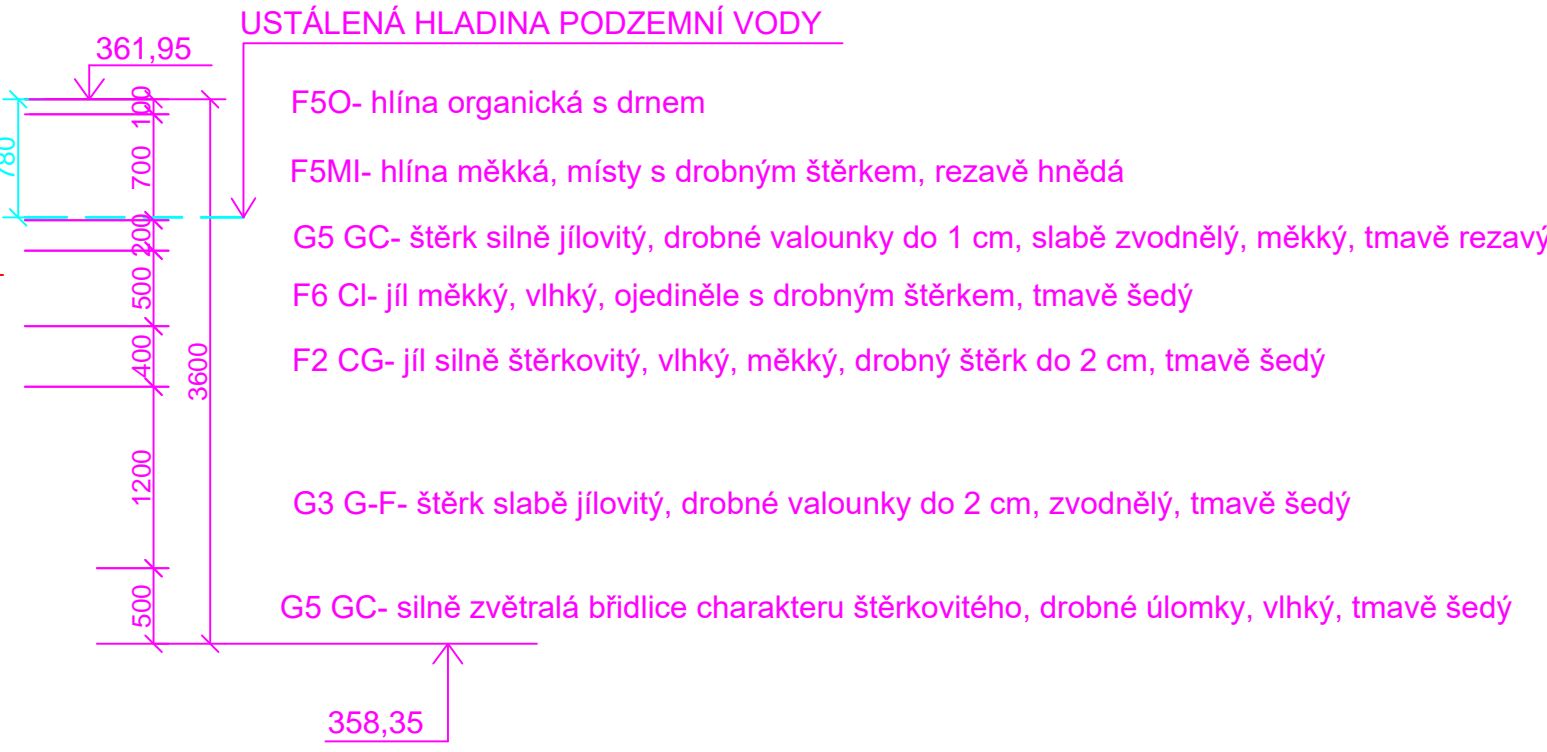 USTÁLENÁ HLADINA PODZEMNÍ VODY
361,95
780
100
F5O- hlína organická s drnem
700
F5MI- hlína měkká, místy s drobným štěrkem, rezavě hnědá
200
G5 GC- štěrk silně jílovitý, drobné valounky do 1 cm, slabě zvodnělý, měkký, tmavě rezavý
500
F6 CI- jíl měkký, vlhký, ojediněle s drobným štěrkem, tmavě šedý
400
F2 CG- jíl silně štěrkovitý, vlhký, měkký, drobný štěrk do 2 cm, tmavě šedý
3600
1200
G3 G-F- štěrk slabě jílovitý, drobné valounky do 2 cm, zvodnělý, tmavě šedý
500
G5 GC- silně zvětralá břidlice charakteru štěrkovitého, drobné úlomky, vlhký, tmavě šedý
358,35